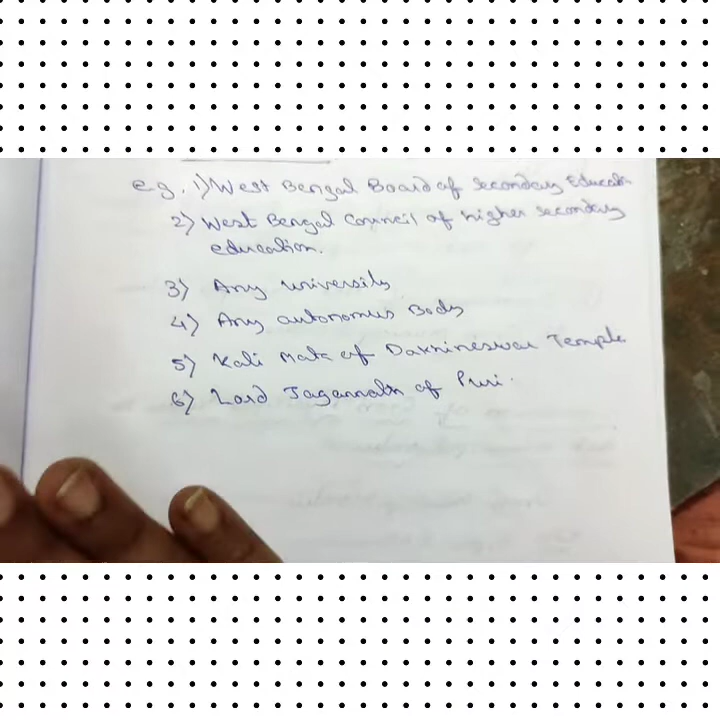 e.g. 1) West Bengal Board of Secondary Educatn
2) West Bengal Council of higher secondary
education.
3) Any university
4) Any autonomus Body
5) Kali Mata of Dakhineswar Temple
6) Lord Jagannath of Puri.